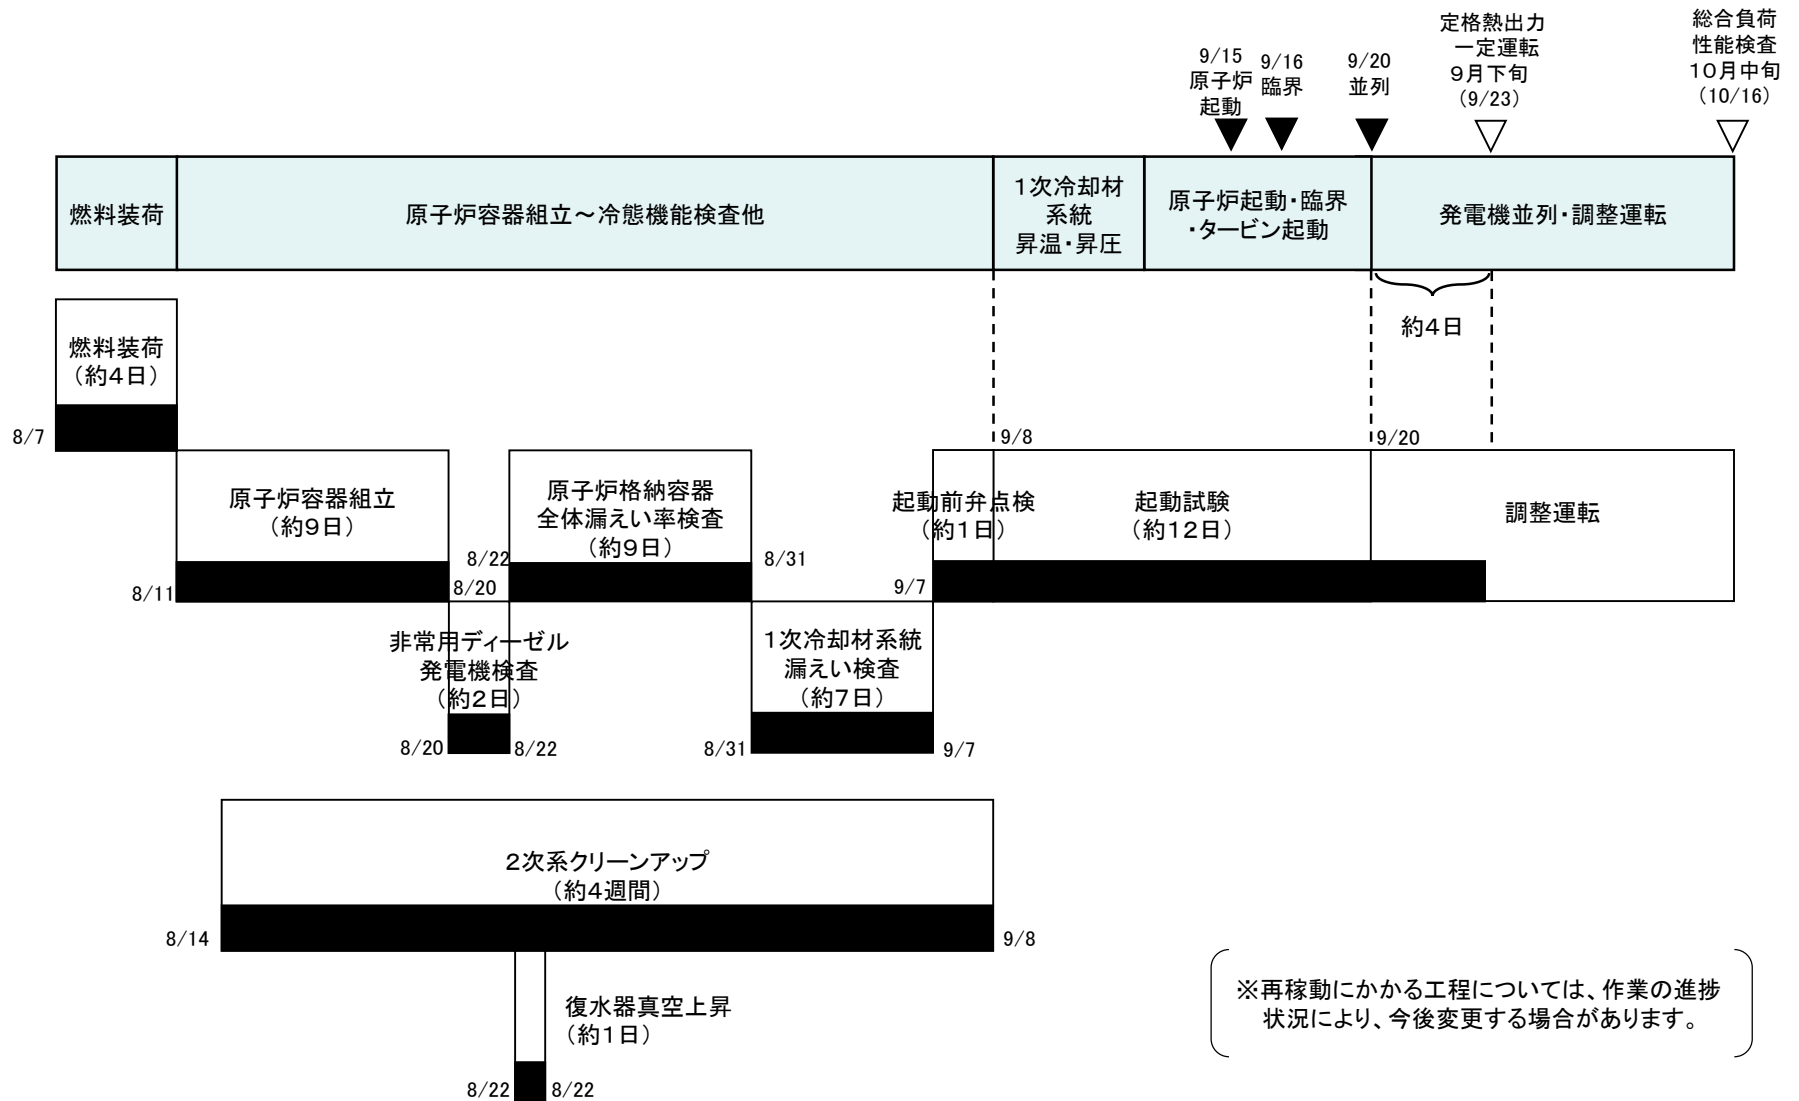 9/15
原子炉
起動
9/16
臨界
9/20
並列
定格熱出力
一定運転
9月下旬
(9/23)
総合負荷
性能検査
10月中旬
(10/16)
燃料装荷
原子炉容器組立～冷態機能検査他
1次冷却材
系統
昇温・昇圧
原子炉起動・臨界
・タービン起動
発電機並列・調整運転
約4日
燃料装荷
(約4日)
8/7
9/8
9/20
原子炉容器組立
(約9日)
8/11
8/20
原子炉格納容器
全体漏えい率検査
(約9日)
8/22
8/31
起動前弁点検
(約1日)
9/7
起動試験
(約12日)
調整運転
非常用ディーゼル
発電機検査
(約2日)
8/20
8/22
1次冷却材系統
漏えい検査
(約7日)
8/31
9/7
2次系クリーンアップ
(約4週間)
8/14
9/8
復水器真空上昇
(約1日)
8/22
8/22
※再稼動にかかる工程については、作業の進捗
状況により、今後変更する場合があります。